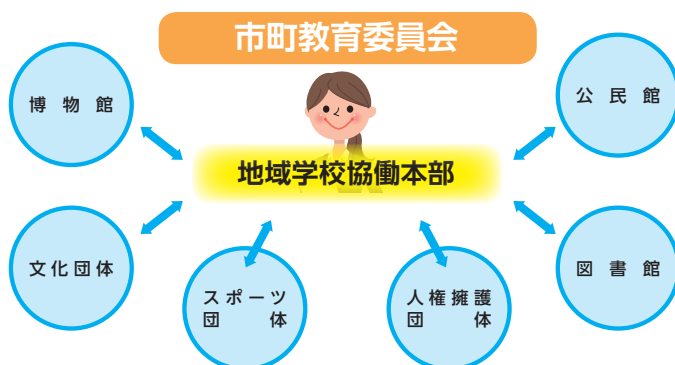 市町教育委員会
博物館
公民館
地域学校協働本部
文化団体
スポーツ
団体
人権擁護
団体
図書館